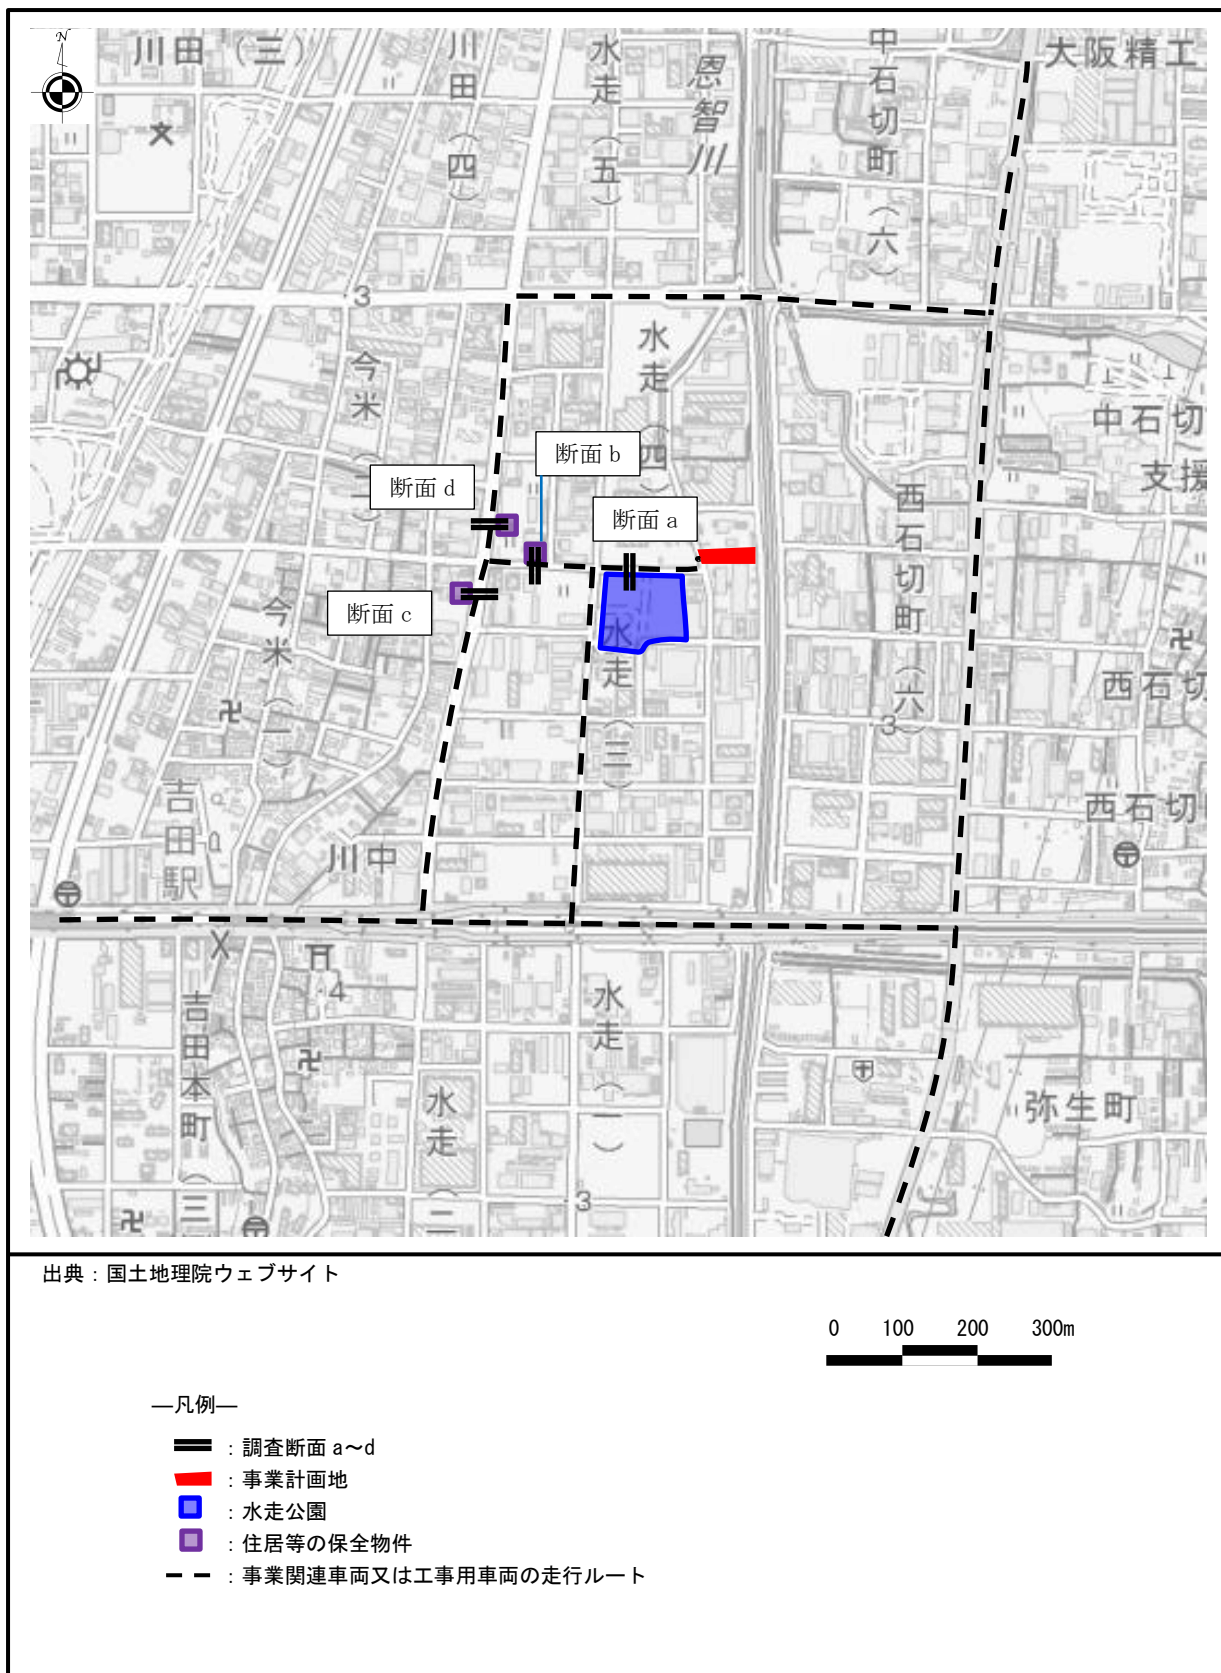 N
川田（三）
川田（四）
水走（五）
恩智川
中石切町（六）
大阪精工
3
今米（二）
水走（四）
中石切
支援
断面 b
断面 d
断面 a
西石切町（六）
断面 c
今米（一）
水走（三）
西石切
3
西石切
吉田駅
川中
4
吉田本町（三
水走（一）
水走（二
弥生町
3
出典：国土地理院ウェブサイト
0 100 200 300m
―凡例―
：調査断面 a～d
：事業計画地
：水走公園
：住居等の保全物件
：事業関連車両又は工事用車両の走行ルート